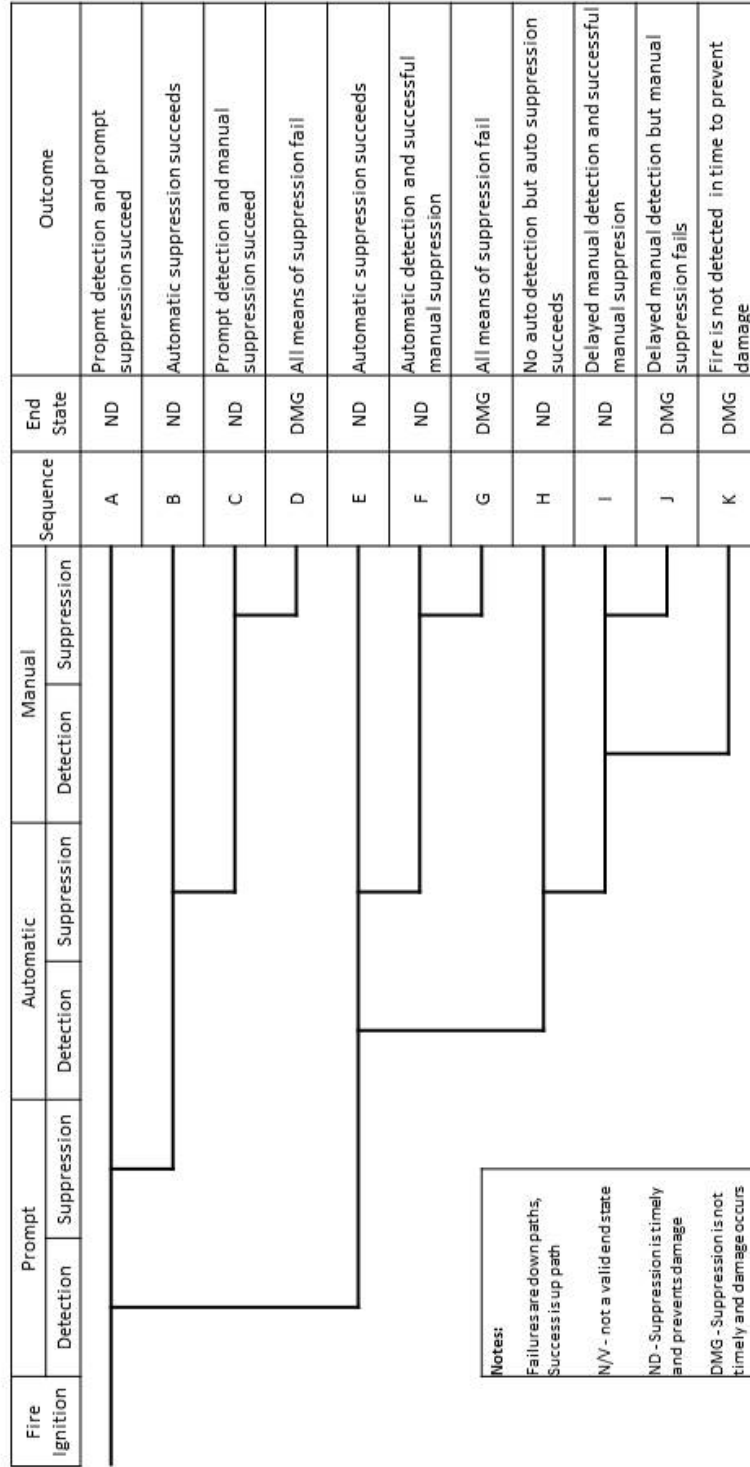 Fire
Ignition
Prompt
Automatic
Manual
Sequence
End
State
Outcome
Detection
Suppression
Detection
Suppression
Detection
Suppression
A
ND
Propmt detection and prompt
suppression succeed
B
ND
Automatic suppression succeeds
C
ND
Prompt detection and manual
suppression succeed
D
DMG
All means of suppression fail
E
ND
Automatic suppression succeeds
F
ND
Automatic detection and successful
manual suppression
G
DMG
All means of suppression fail
H
ND
No auto detection but auto suppression
succeeds
I
ND
Delayed manual detection and successful
manual suppresion
J
DMG
Delayed manual detection but manual
suppression fails
K
DMG
Fire is not detected in time to prevent
damage
Notes:
Failures are down paths,
Success is up path
N/V - not a valid end state
ND - Suppression is timely
and prevents damage
DMG - Suppression is not
timely and damage occurs